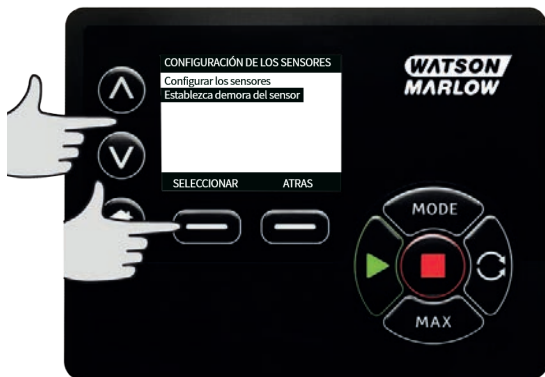 CONFIGURACIÓN DE LOS SENSORES
Configurar los sensores
Establezca demora del sensor
SELECCIONAR ATRAS
WATSON
MARLOW
MODE
MAX